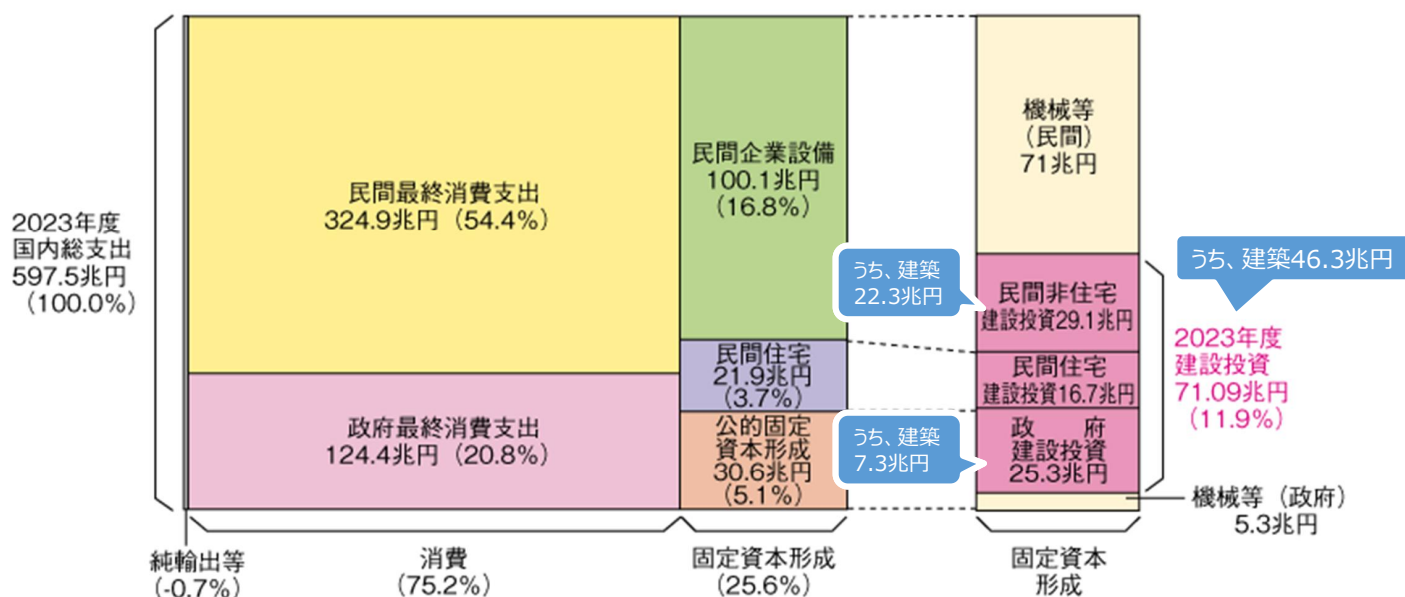 2023年度
国内総支出
597.5兆円
(100.0%)
民間最終消費支出
324.9兆円 (54.4%)
政府最終消費支出
124.4兆円 (20.8%)
民間企業設備
100.1兆円
(16.8%)
民間住宅
21.9兆円
(3.7%)
公的固定
資本形成
30.6兆円
(5.1%)
機械等
(民間)
71兆円
うち、建築
22.3兆円
民間非住宅
建設投資29.1兆円
民間住宅
建設投資16.7兆円
うち、建築
7.3兆円
政 府
建設投資
25.3兆円
うち、建築46.3兆円
2023年度
建設投資
71.09兆円
(11.9%)
機械等 (政府)
5.3兆円
純輸出等
(-0.7%)
消費
(75.2%)
固定資本形成
(25.6%)
固定資本
形成